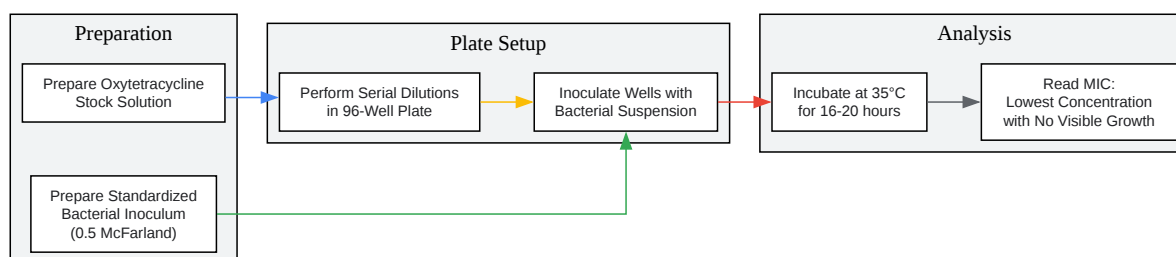 Preparation
Prepare Oxytetracycline
Stock Solution
Prepare Standardized
Bacterial Inoculum
(0.5 McFarland)
Plate Setup
Perform Serial Dilutions
in 96-Well Plate
Inoculate Wells with
Bacterial Suspension
Analysis
Incubate at 35°C
for 16-20 hours
Read MIC:
Lowest Concentration
with No Visible Growth